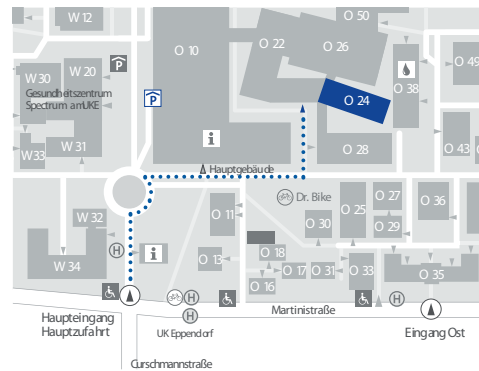 W 12
O 50
O 10
O 22
O 26
O 49
W 30
W 20
P
O 38
Gesundheitszentrum
Spectrum am UKE
P
O 24
W 31
W 33
i
O 28
O 43
Hauptgebäude
Dr. Bike
O 11
O 30
O 25
O 27
O 29
O 36
W 32
H
i
O 13
O 18
O 17
O 31
O 33
O 35
W 34
O 16
H
H
H
Martinistraße
Haupteingang
Hauptzufahrt
UK Eppendorf
Eingang Ost
Curschmannstraße